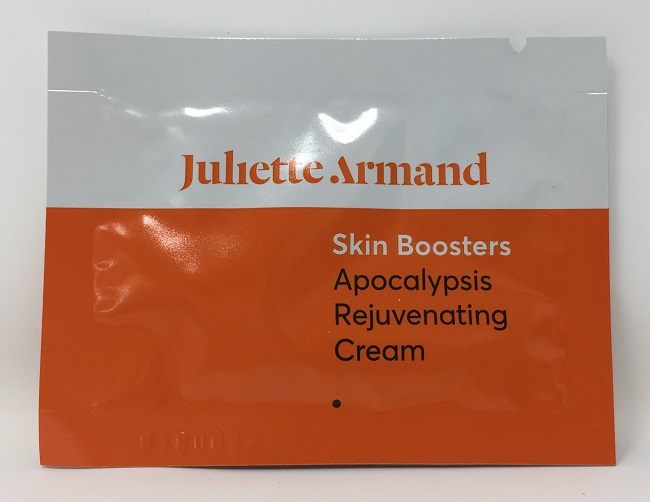 Juliette Armand
Skin Boosters
Apocalypsis
Rejuvenating
Cream